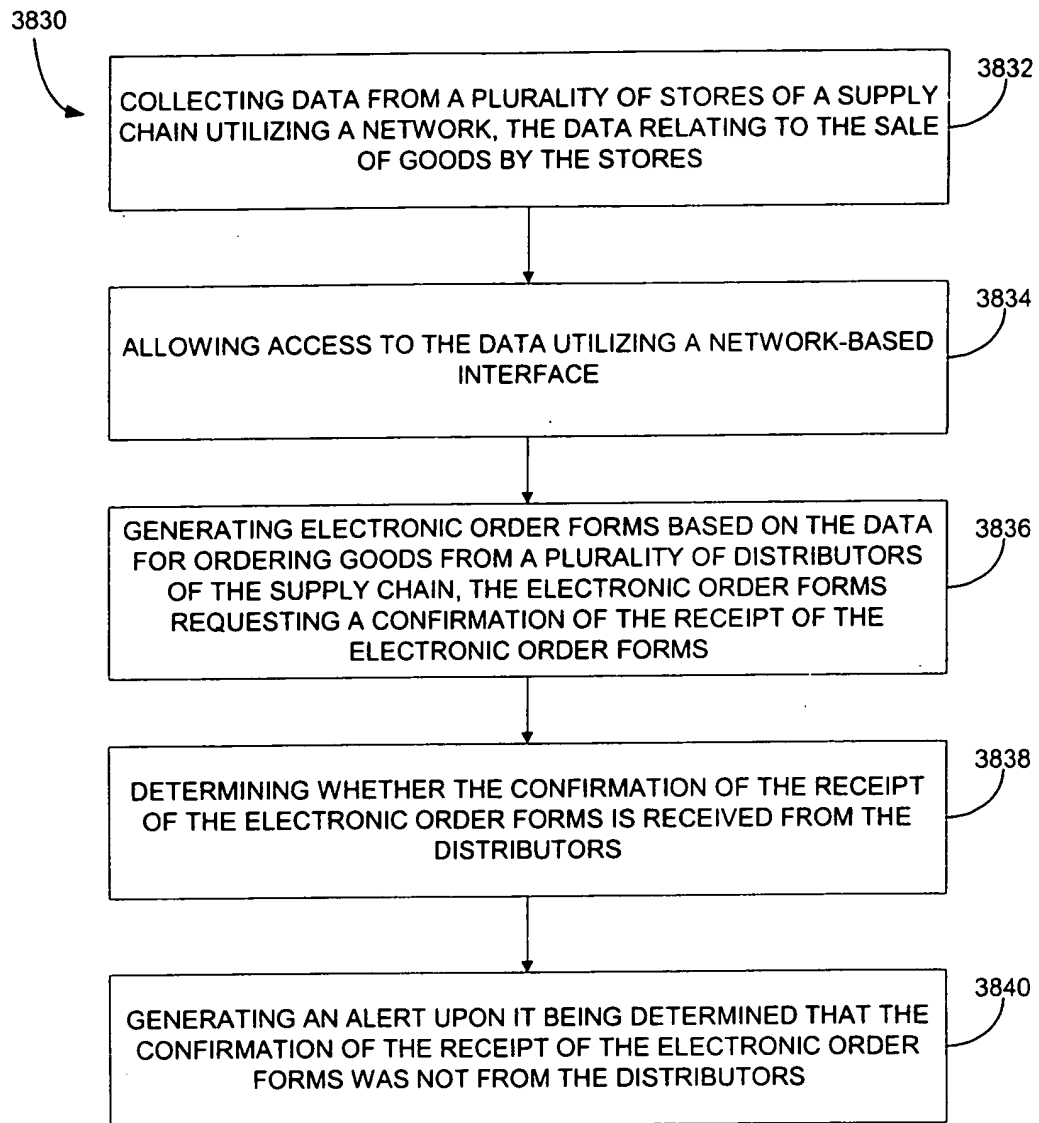 3830
3832
COLLECTING DATA FROM A PLURALITY OF STORES OF A SUPPLY
CHAIN UTILIZING A NETWORK, THE DATA RELATING TO THE SALE
OF GOODS BY THE STORES
3834
ALLOWING ACCESS TO THE DATA UTILIZING A NETWORK-BASED
INTERFACE
3836
GENERATING ELECTRONIC ORDER FORMS BASED ON THE DATA
FOR ORDERING GOODS FROM A PLURALITY OF DISTRIBUTORS
OF THE SUPPLY CHAIN, THE ELECTRONIC ORDER FORMS
REQUESTING A CONFIRMATION OF THE RECEIPT OF THE
ELECTRONIC ORDER FORMS
3838
DETERMINING WHETHER THE CONFIRMATION OF THE RECEIPT
OF THE ELECTRONIC ORDER FORMS IS RECEIVED FROM THE
DISTRIBUTORS
3840
GENERATING AN ALERT UPON IT BEING DETERMINED THAT THE
CONFIRMATION OF THE RECEIPT OF THE ELECTRONIC ORDER
FORMS WAS NOT FROM THE DISTRIBUTORS